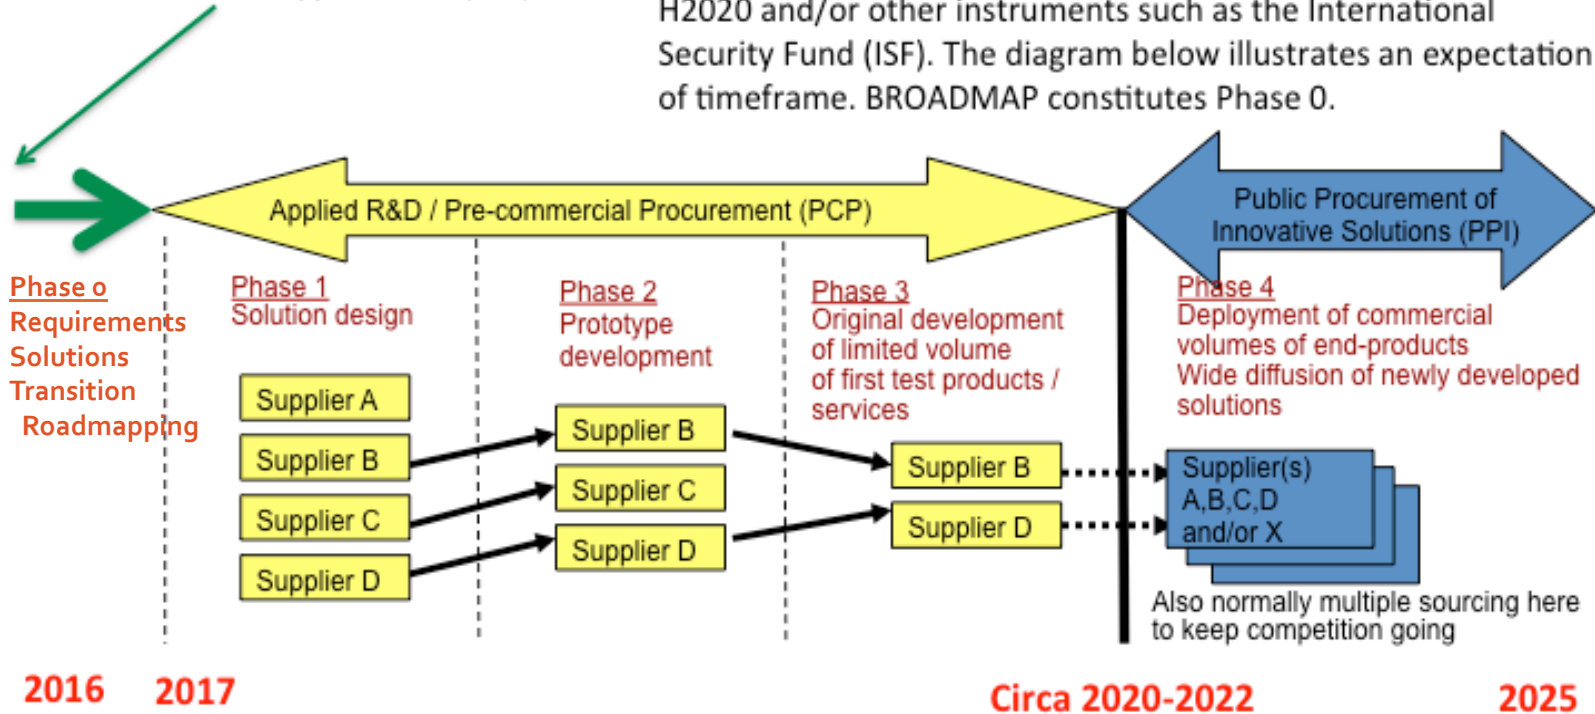 H2020 and/or other instruments such as the International
Security Fund (ISF). The diagram below illustrates an expectation
of timeframe. BROADMAP constitutes Phase 0.
Applied R&D / Pre-commercial Procurement (PCP)
Public Procurement of
Innovative Solutions (PPI)
Phase 0
Requirements
Solutions
Transition
Roadmapping
Phase 1
Solution design
Supplier A
Supplier B
Supplier C
Supplier D
Phase 2
Prototype
development
Supplier B
Supplier C
Supplier D
Phase 3
Original development
of limited volume
of first test products /
services
Supplier B
Supplier D
Phase 4
Deployment of commercial
volumes of end-products
Wide diffusion of newly developed
solutions
Supplier(s)
A,B,C,D
and/or X
Also normally multiple sourcing here
to keep competition going
2016
2017
Circa 2020-2022
2025